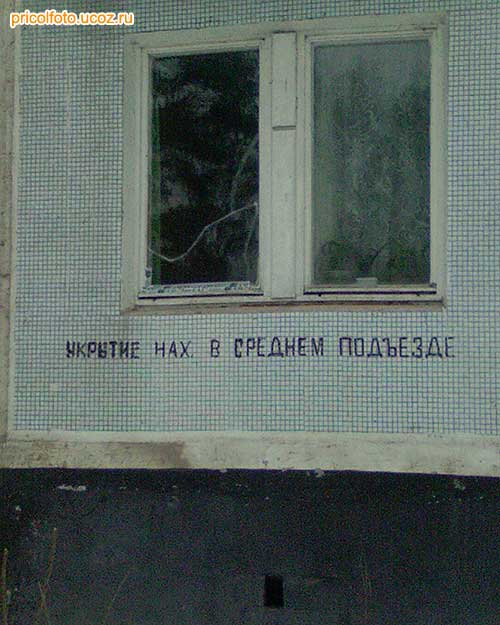 pricolfoto.ucoz.ru
УКРЫТИЕ НАХ. В СРЕДНЕМ ПОДЪЕЗДЕ